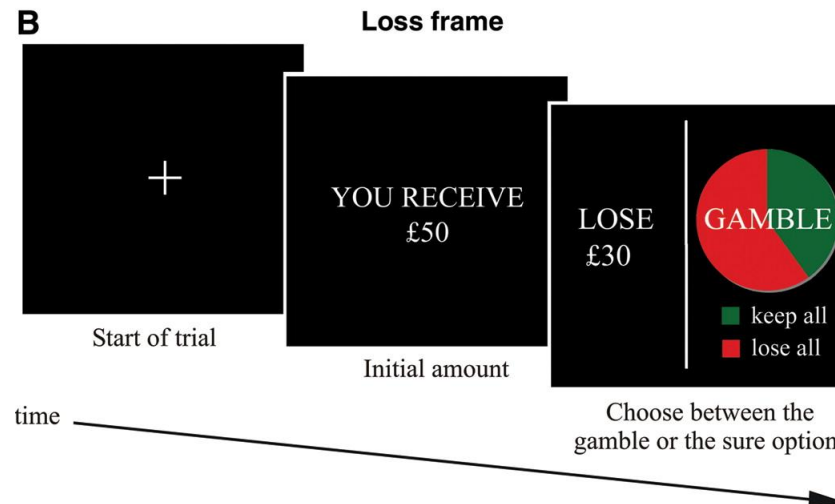 B
Loss frame
YOU RECEIVE
£50
LOSE
£30
GAMBLE
keep all
lose all
Start of trial
Initial amount
Choose between the
gamble or the sure option
time